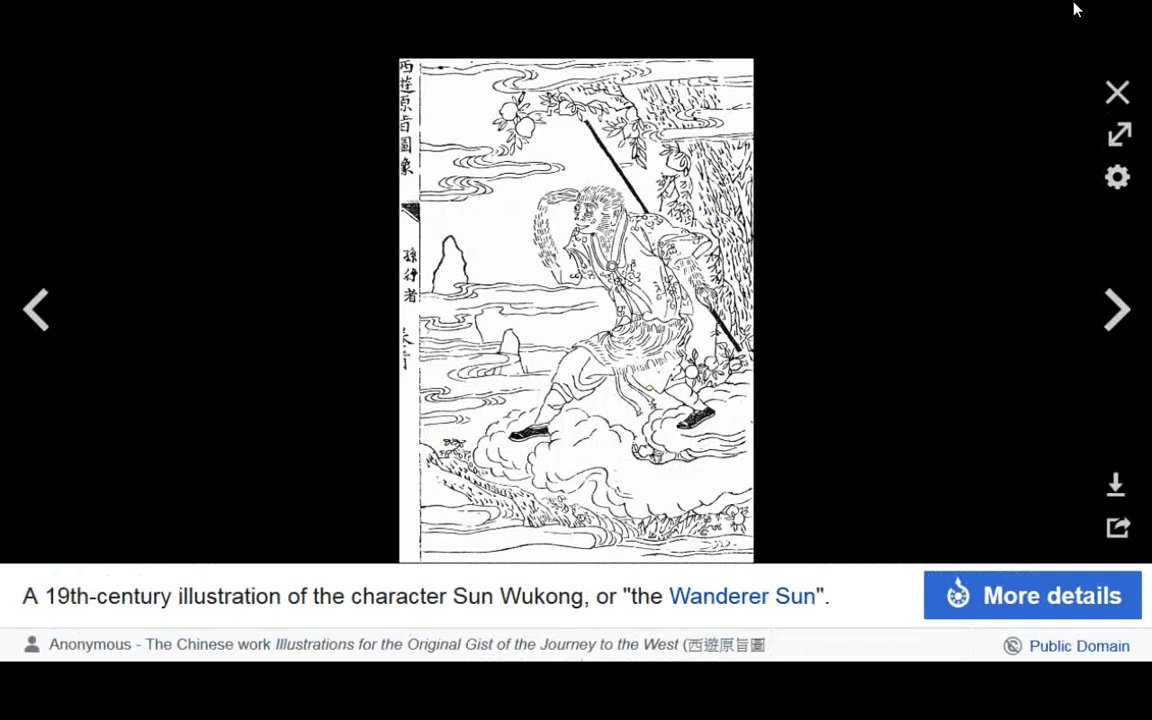 西遊原旨圖像
孫行者
A 19th-century illustration of the character Sun Wukong, or "the Wanderer Sun".
More details
Anonymous - The Chinese work Illustrations for the Original Gist of the Journey to the West (西遊原旨圖
Public Domain